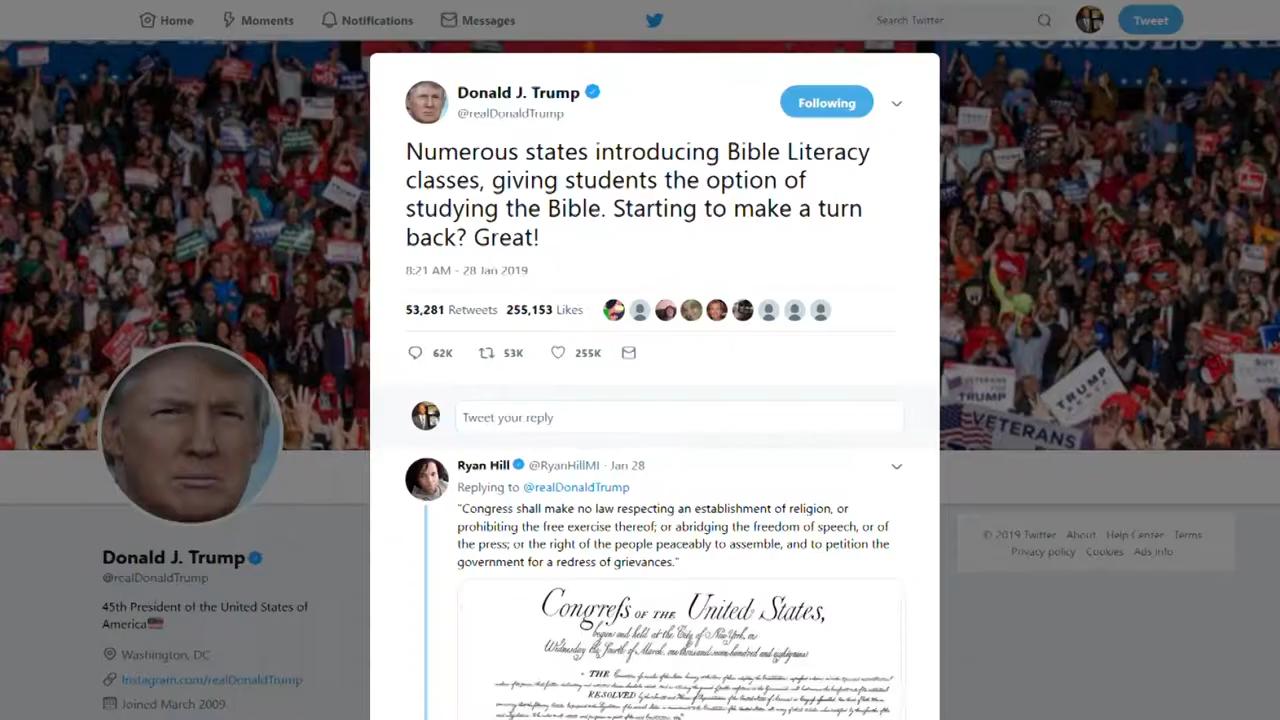 Home Moments Notifications Messages Search Twitter Tweet
Donald J. Trump
@realDonaldTrump
Following
Numerous states introducing Bible Literacy
classes, giving students the option of
studying the Bible. Starting to make a turn
back? Great!
8:21 AM - 28 Jan 2019
53,281 Retweets 255,153 Likes
62K 53K 255K
Tweet your reply
Ryan Hill @RyanHillMI · Jan 28
Replying to @realDonaldTrump
"Congress shall make no law respecting an establishment of religion, or
prohibiting the free exercise thereof; or abridging the freedom of speech, or of
the press; or the right of the people peaceably to assemble, and to petition the
government for a redress of grievances."
Congreſs OF THE United States,
begun and held at the City of New York, on
Wednesday the fourth of March, one thousand seven hundred and eighty nine
THE
RESOLVED
Donald J. Trump
@realDonaldTrump
45th President of the United States of
America
Washington, DC
Instagram.com/realDonaldTrump
Joined March 2009
© 2019 Twitter About Help Center Terms
Privacy policy Cookies Ads info
TRUMP
VETERANS
FOR
TRUMP
VETERANS